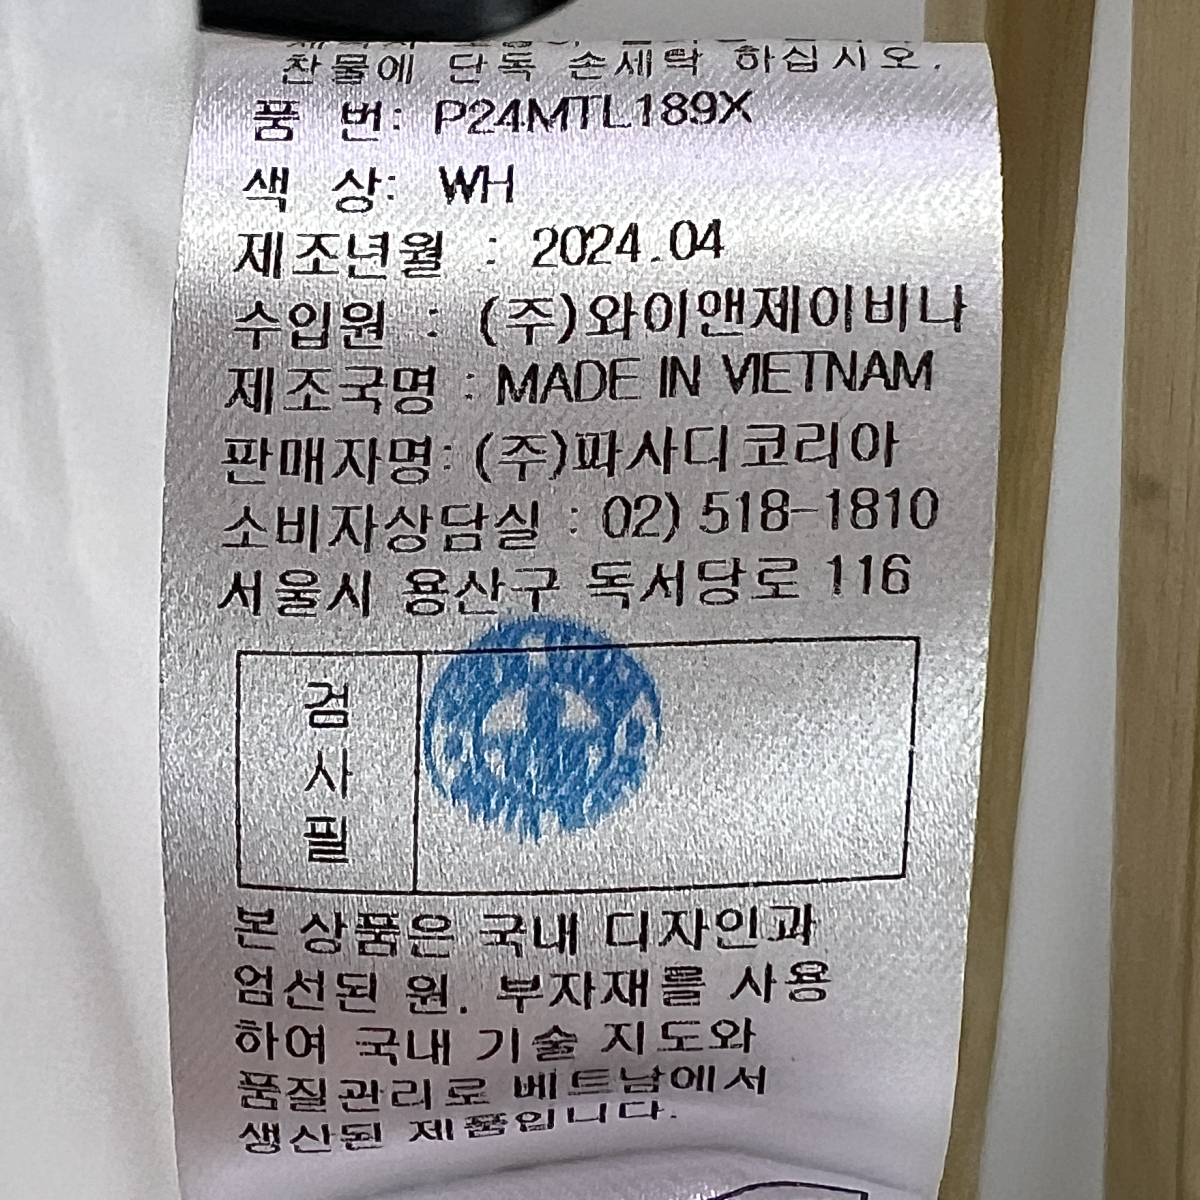 찬물에 단독 손세탁 하십시오.
품 번: P24MTL189X
색 상: WH
제조년월 : 2024.04
수입원 : (주)와이앤제이비나
제조국명 : MADE IN VIETNAM
판매자명: (주)파사디코리아
소비자상담실 : 02) 518-1810
서울시 용산구 독서당로 116
검
사
필
본 상품은 국내 디자인과
엄선된 원. 부자재를 사용
하여 국내 기술 지도와
품질관리로 베트남에서
생산된 제품입니다.